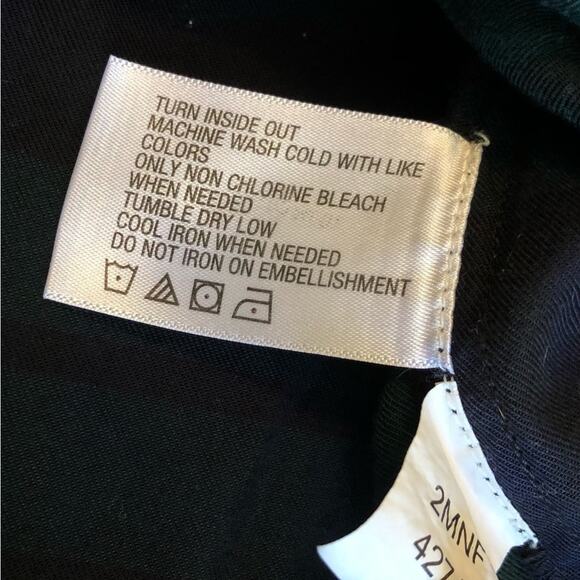 TURN INSIDE OUT
MACHINE WASH COLD WITH LIKE
COLORS
ONLY NON CHLORINE BLEACH
WHEN NEEDED
TUMBLE DRY LOW
COOL IRON WHEN NEEDED
DO NOT IRON ON EMBELLISHMENT
2MNF
427